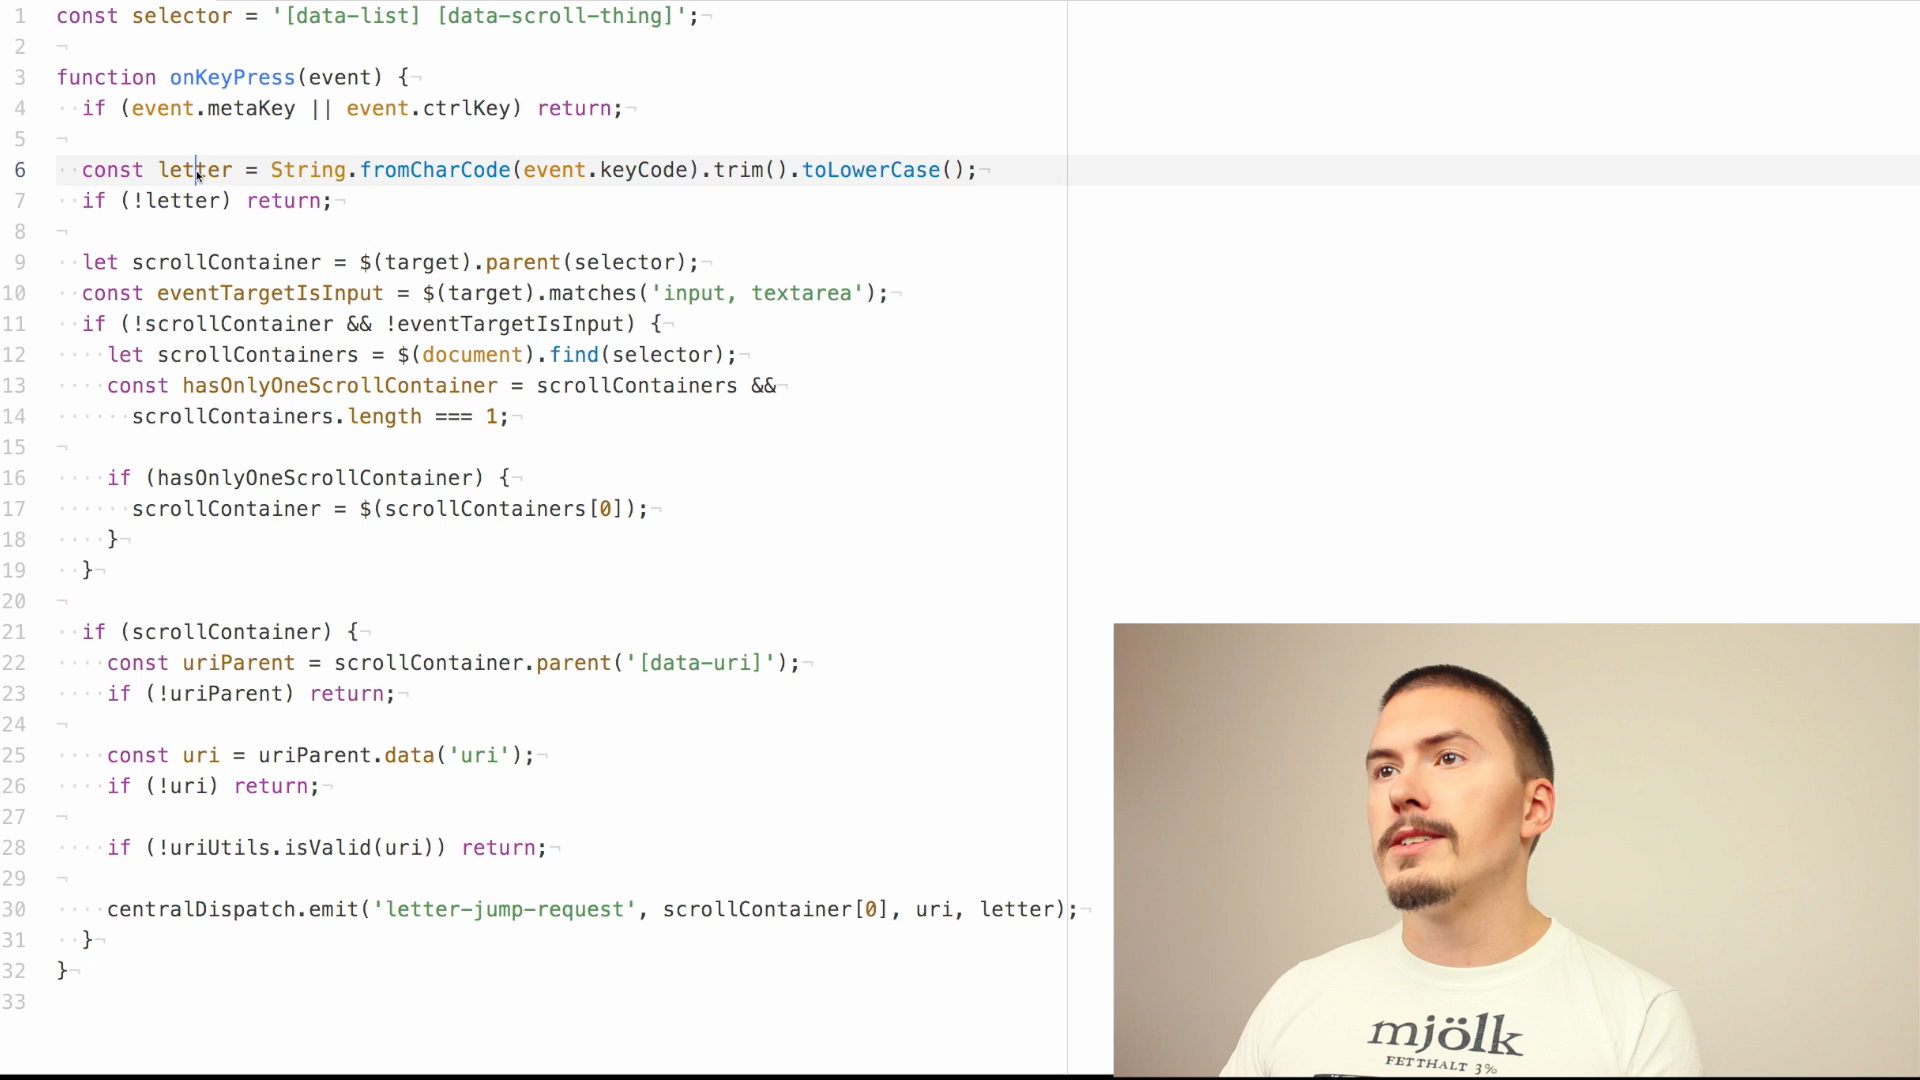 1 const selector = '[data-list] [data-scroll-thing]';¬
2 ¬
3 function onKeyPress(event) {¬
4 ··if (event.metaKey || event.ctrlKey) return;¬
5 ¬
6 ··const letter = String.fromCharCode(event.keyCode).trim().toLowerCase();¬
7 ··if (!letter) return;¬
8 ¬
9 ··let scrollContainer = $(target).parent(selector);¬
10 ··const eventTargetIsInput = $(target).matches('input, textarea');¬
11 ··if (!scrollContainer && !eventTargetIsInput) {¬
12 ····let scrollContainers = $(document).find(selector);¬
13 ····const hasOnlyOneScrollContainer = scrollContainers &&¬
14 ······scrollContainers.length === 1;¬
15 ¬
16 ····if (hasOnlyOneScrollContainer) {¬
17 ······scrollContainer = $(scrollContainers[0]);¬
18 ····}¬
19 ··}¬
20 ¬
21 ··if (scrollContainer) {¬
22 ····const uriParent = scrollContainer.parent('[data-uri]');¬
23 ····if (!uriParent) return;¬
24 ¬
25 ····const uri = uriParent.data('uri');¬
26 ····if (!uri) return;¬
27 ¬
28 ····if (!uriUtils.isValid(uri)) return;¬
29 ¬
30 ····centralDispatch.emit('letter-jump-request', scrollContainer[0], uri, letter);¬
31 ··}¬
32 }¬
33
mjölk
FETTHALT 3%